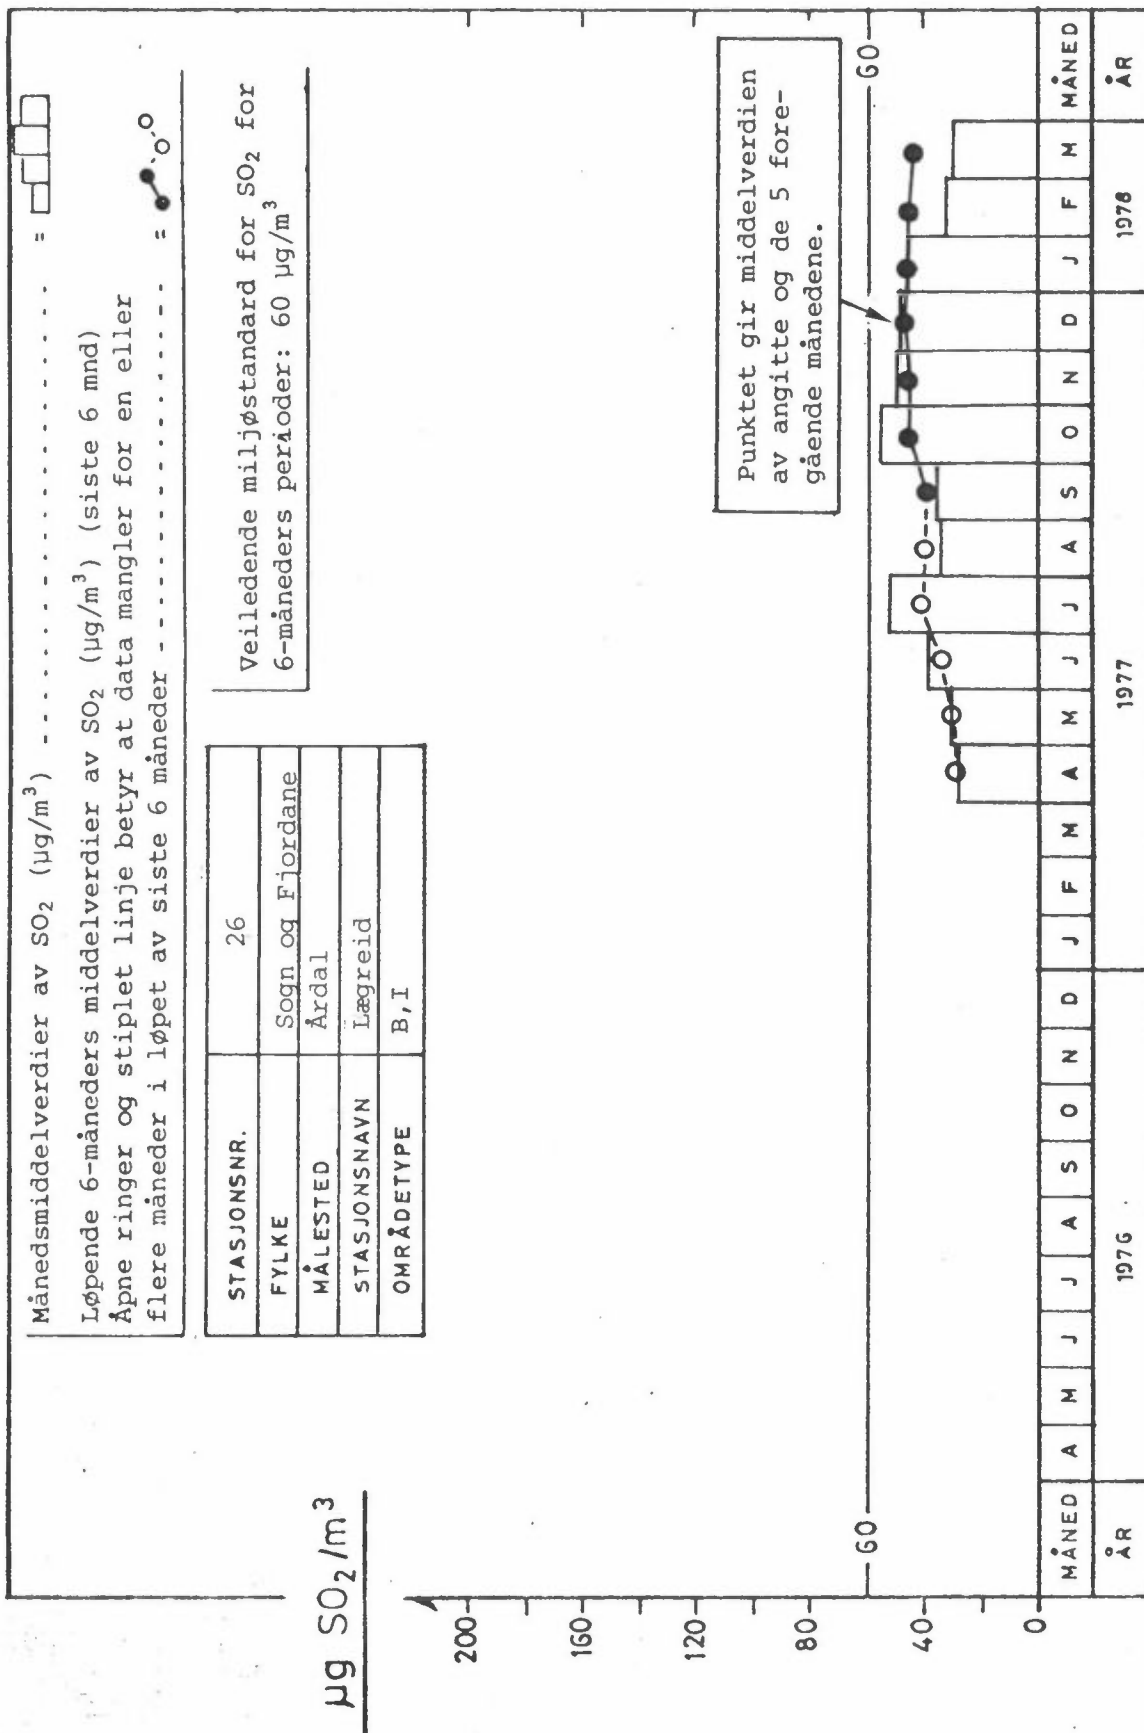 Månedsmiddelverdier av SO₂ (µg/m³) - - - - - - - - - - - - - - - - - - =
Løpende 6-måneders middelverdier av SO₂ (µg/m³) (siste 6 mnd)
Åpne ringer og stiplet linje betyr at data mangler for en eller
flere måneder i løpet av siste 6 måneder - - - - - - - - - - - - =
STASJONSNR. 26
FYLKE Sogn og Fjordane
MÅLESTED Årdal
STASJONSNAVN Lægreid
OMRÅDETYPE B,I
Veiledende miljøstandard for SO₂ for
6-måneders perioder: 60 µg/m³
µg SO₂/m³
200
160
120
80
40
0
60 60
Punktet gir middelverdien
av angitte og de 5 fore-
gående månedene.
MÅNED A M J J A S O N D J F M A M J J A S O N D J F M MÅNED
ÅR 1976 1977 1978 ÅR